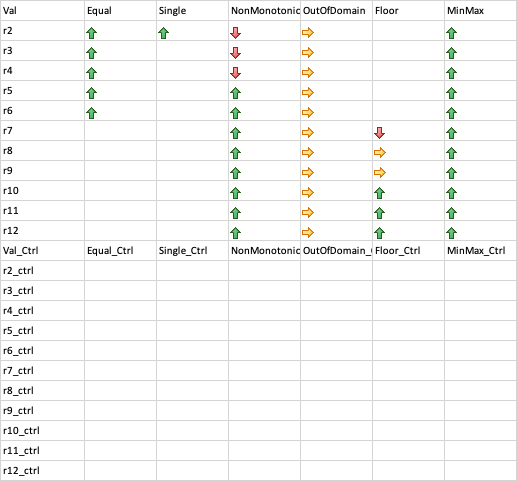 Val Equal Single NonMonotonic OutOfDomain Floor MinMax
r2
r3
r4
r5
r6
r7
r8
r9
r10
r11
r12
Val_Ctrl Equal_Ctrl Single_Ctrl NonMonotonic OutOfDomain_ Floor_Ctrl MinMax_Ctrl
r2_ctrl
r3_ctrl
r4_ctrl
r5_ctrl
r6_ctrl
r7_ctrl
r8_ctrl
r9_ctrl
r10_ctrl
r11_ctrl
r12_ctrl